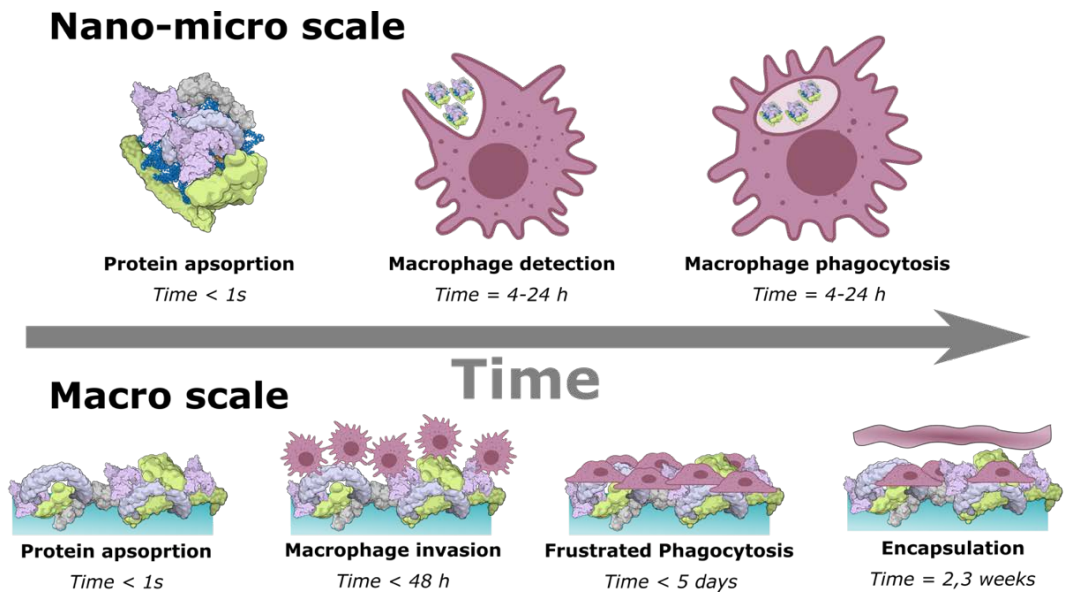 Nano-micro scale
Protein apsoprtion
Time < 1s
Macrophage detection
Time = 4-24 h
Macrophage phagocytosis
Time = 4-24 h
Time
Macro scale
Protein apsoprtion
Time < 1s
Macrophage invasion
Time < 48 h
Frustrated Phagocytosis
Time < 5 days
Encapsulation
Time = 2,3 weeks